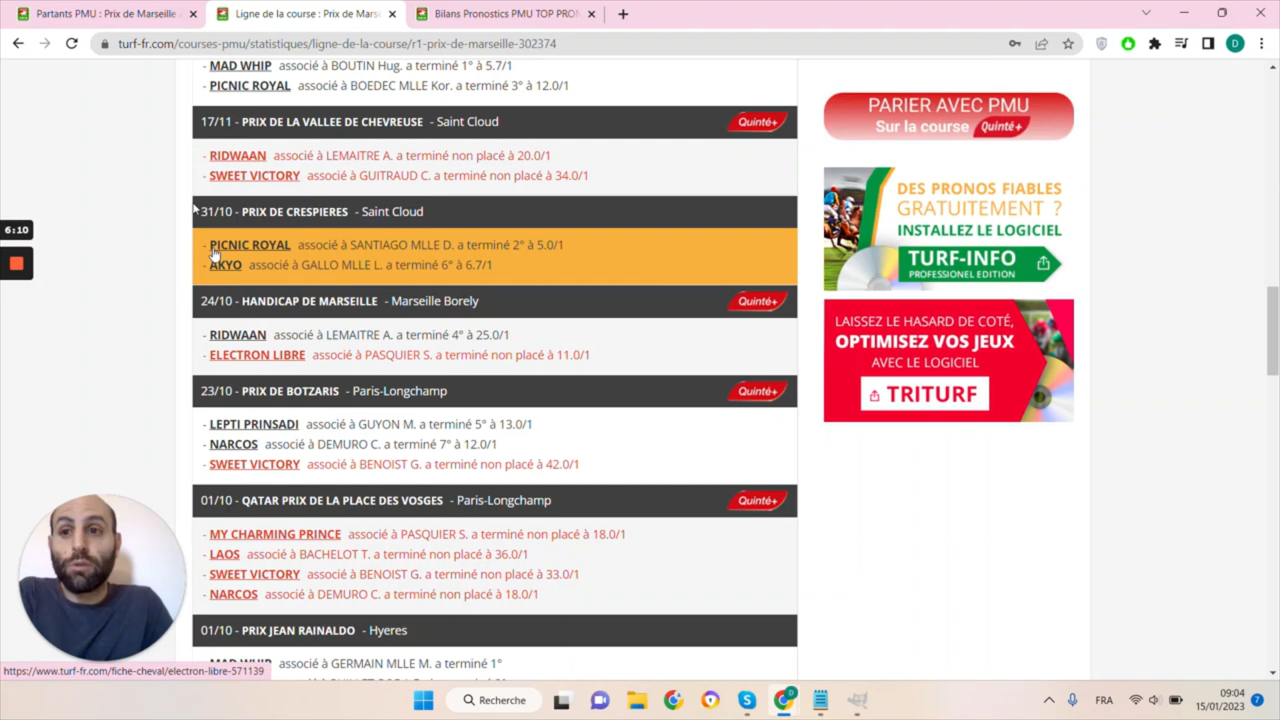 Partants PMU : Prix de Marseille
Ligne de la course : Prix de Mars
Bilans Pronostics PMU TOP PRON
turf-fr.com/courses-pmu/statistiques/ligne-de-la-course/r1-prix-de-marseille-302374
D
- MAD WHIP associé à BOUTIN Hug. a terminé 1° à 5.7/1
- PICNIC ROYAL associé à BOEDEC MLLE Kor. a terminé 3° à 12.0/1
17/11 - PRIX DE LA VALLEE DE CHEVREUSE - Saint Cloud Quinté+
- RIDWAAN associé à LEMAITRE A. a terminé non placé à 20.0/1
- SWEET VICTORY associé à GUITRAUD C. a terminé non placé à 34.0/1
31/10 - PRIX DE CRESPIERES - Saint Cloud
- PICNIC ROYAL associé à SANTIAGO MLLE D. a terminé 2° à 5.0/1
- AKYO associé à GALLO MLLE L. a terminé 6° à 6.7/1
24/10 - HANDICAP DE MARSEILLE - Marseille Borely Quinté+
- RIDWAAN associé à LEMAITRE A. a terminé 4° à 25.0/1
- ELECTRON LIBRE associé à PASQUIER S. a terminé non placé à 11.0/1
23/10 - PRIX DE BOTZARIS - Paris-Longchamp Quinté+
- LEPTI PRINSADI associé à GUYON M. a terminé 5° à 13.0/1
- NARCOS associé à DEMURO C. a terminé 7° à 12.0/1
- SWEET VICTORY associé à BENOIST G. a terminé non placé à 42.0/1
01/10 - QATAR PRIX DE LA PLACE DES VOSGES - Paris-Longchamp Quinté+
- MY CHARMING PRINCE associé à PASQUIER S. a terminé non placé à 18.0/1
- LAOS associé à BACHELOT T. a terminé non placé à 36.0/1
- SWEET VICTORY associé à BENOIST G. a terminé non placé à 33.0/1
- NARCOS associé à DEMURO C. a terminé non placé à 18.0/1
01/10 - PRIX JEAN RAINALDO - Hyeres
MAD WHIP associé à GERMAIN MLLE M. a terminé 1°
PARIER AVEC PMU
Sur la course Quinté+
DES PRONOS FIABLES
GRATUITEMENT ?
INSTALLEZ LE LOGICIEL
TURF-INFO
PROFESSIONEL EDITION
LAISSEZ LE HASARD DE COTÉ,
OPTIMISEZ VOS JEUX
AVEC LE LOGICIEL
TRITURF
6:10
https://www.turf-fr.com/fiche-cheval/electron-libre-571139
Recherche
FRA
09:04
15/01/2023
7